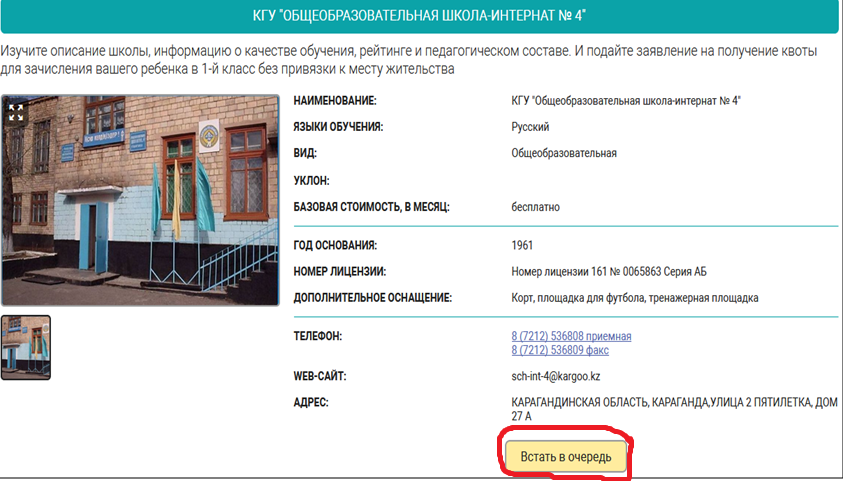 КГУ "ОБЩЕОБРАЗОВАТЕЛЬНАЯ ШКОЛА-ИНТЕРНАТ № 4"
Изучите описание школы, информацию о качестве обучения, рейтинге и педагогическом составе. И подайте заявление на получение квоты
для зачисления вашего ребенка в 1-й класс без привязки к месту жительства
НАИМЕНОВАНИЕ: КГУ "Общеобразовательная школа-интернат № 4"
ЯЗЫКИ ОБУЧЕНИЯ: Русский
ВИД: Общеобразовательная
УКЛОН:
БАЗОВАЯ СТОИМОСТЬ, В МЕСЯЦ: бесплатно
ГОД ОСНОВАНИЯ: 1961
НОМЕР ЛИЦЕНЗИИ: Номер лицензии 161 № 0065863 Серия АБ
ДОПОЛНИТЕЛЬНОЕ ОСНАЩЕНИЕ: Корт, площадка для футбола, тренажерная площадка
ТЕЛЕФОН: 8 (7212) 536808 приемная
8 (7212) 536809 факс
WEB-САЙТ: sch-int-4@kargoo.kz
АДРЕС: КАРАГАНДИНСКАЯ ОБЛАСТЬ, КАРАГАНДА,УЛИЦА 2 ПЯТИЛЕТКА, ДОМ
27 А
Встать в очередь